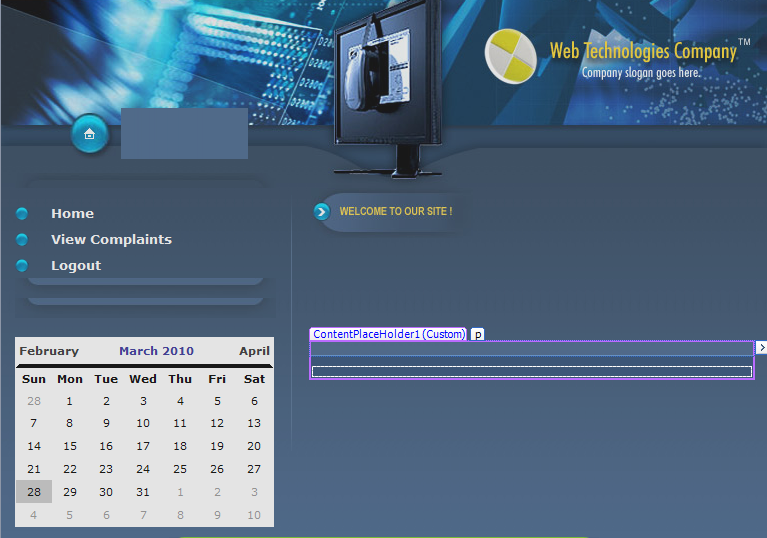 Web Technologies Company™
Company slogan goes here.
WELCOME TO OUR SITE !
Home
View Complaints
Logout
ContentPlaceHolder1 (Custom) p
February March 2010 April
Sun Mon Tue Wed Thu Fri Sat
28 1 2 3 4 5 6
7 8 9 10 11 12 13
14 15 16 17 18 19 20
21 22 23 24 25 26 27
28 29 30 31 1 2 3
4 5 6 7 8 9 10